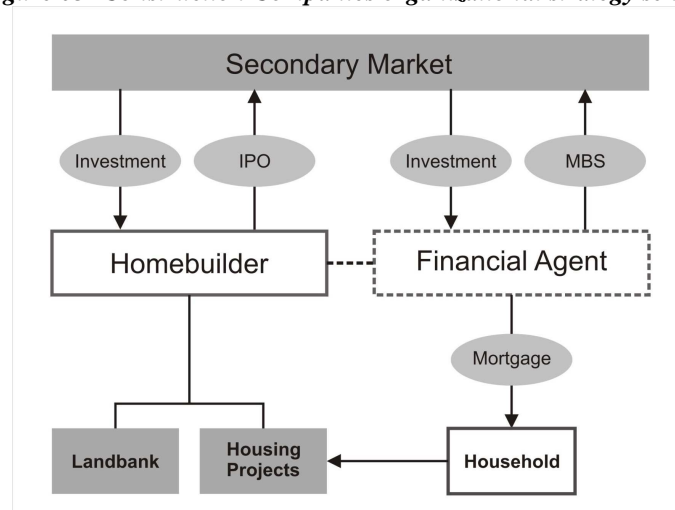 Secondary Market
Investment
IPO
Investment
MBS
Homebuilder
Financial Agent
Mortgage
Landbank
Housing
Projects
Household